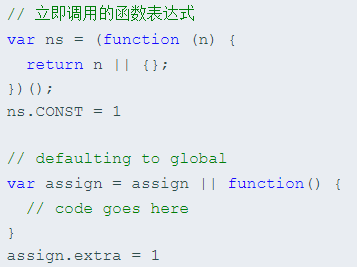 // 立即调用的函数表达式
var ns = (function (n) {
  return n || {};
})();
ns.CONST = 1

// defaulting to global
var assign = assign || function() {
  // code goes here
}
assign.extra = 1